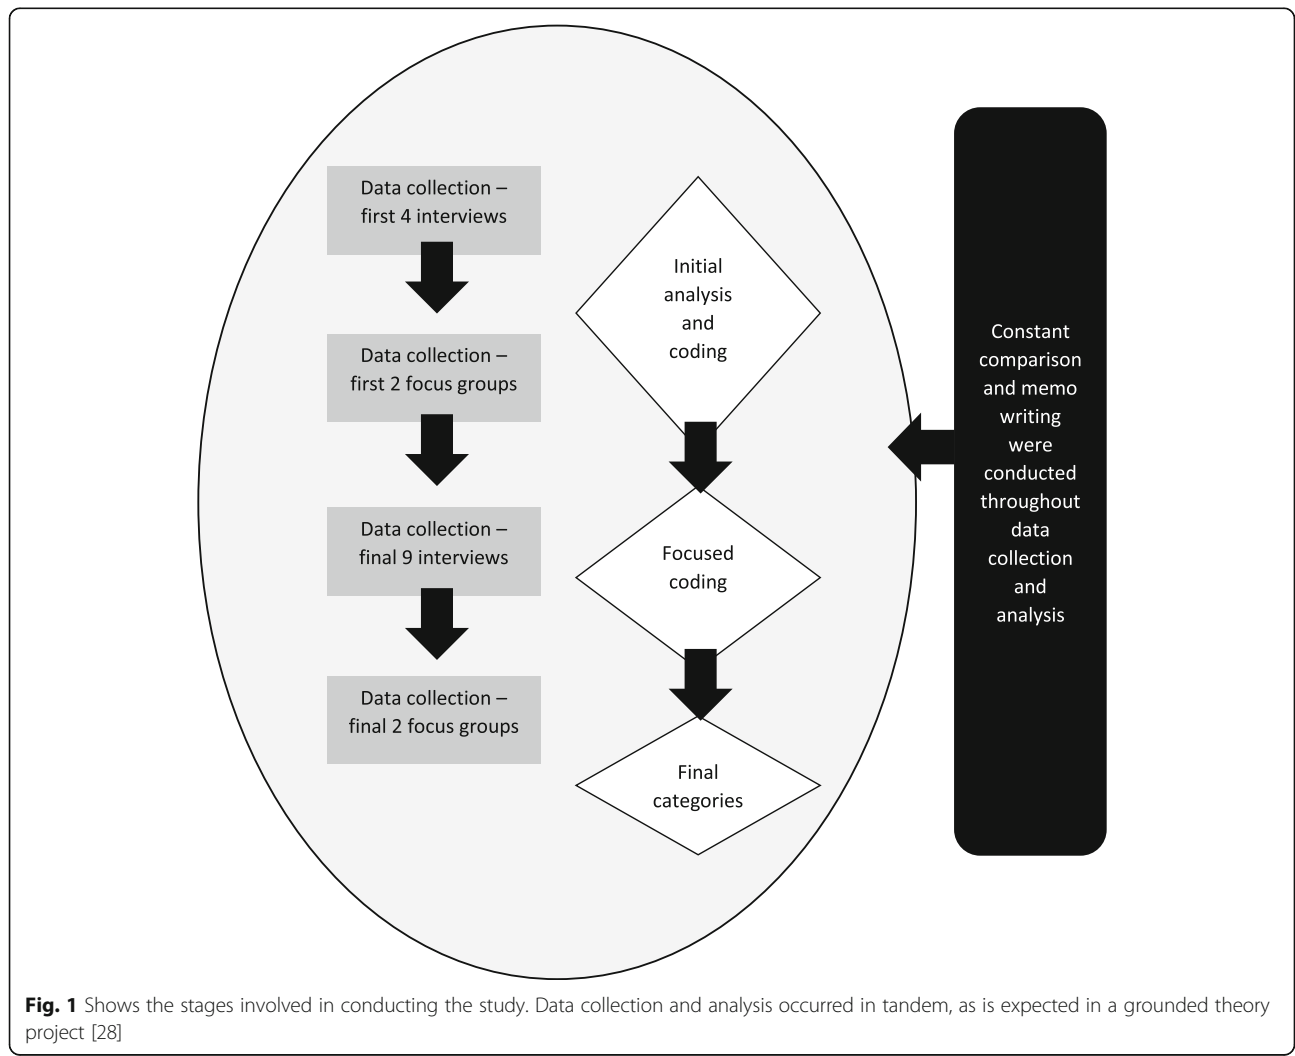 Data collection –
first 4 interviews
Data collection –
first 2 focus groups
Data collection –
final 9 interviews
Data collection –
final 2 focus groups
Initial
analysis
and
coding
Focused
coding
Final
categories
Constant
comparison
and memo
writing
were
conducted
throughout
data
collection
and
analysis
Fig. 1 Shows the stages involved in conducting the study. Data collection and analysis occurred in tandem, as is expected in a grounded theory
project [28]